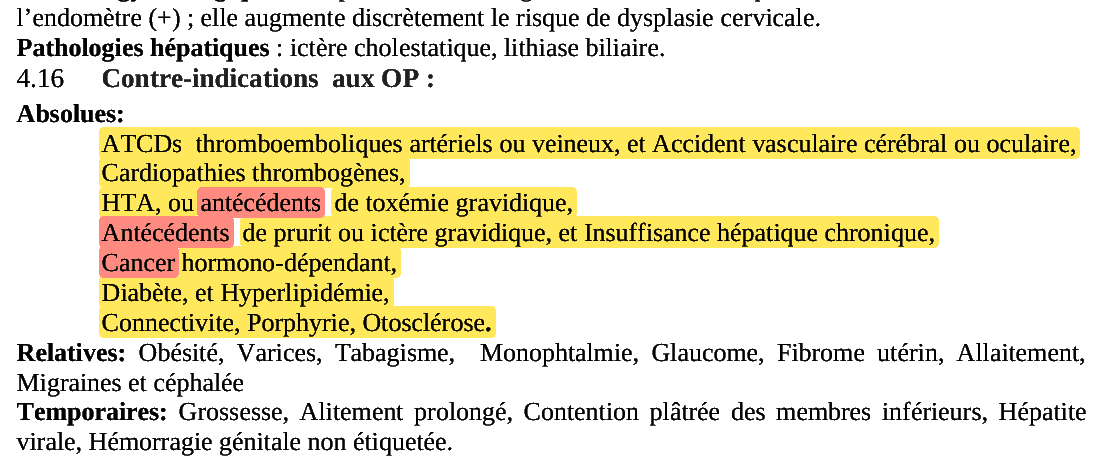 l’endomètre (+) ; elle augmente discrètement le risque de dysplasie cervicale.
Pathologies hépatiques : ictère cholestatique, lithiase biliaire.
4.16 Contre-indications aux OP :
Absolues:
ATCDs thromboemboliques artériels ou veineux, et Accident vasculaire cérébral ou oculaire,
Cardiopathies thrombogènes,
HTA, ou antécédents de toxémie gravidique,
Antécédents de prurit ou ictère gravidique, et Insuffisance hépatique chronique,
Cancer hormono-dépendant,
Diabète, et Hyperlipidémie,
Connectivite, Porphyrie, Otosclérose.
Relatives: Obésité, Varices, Tabagisme, Monophtalmie, Glaucome, Fibrome utérin, Allaitement,
Migraines et céphalée
Temporaires: Grossesse, Alitement prolongé, Contention plâtrée des membres inférieurs, Hépatite
virale, Hémorragie génitale non étiquetée.